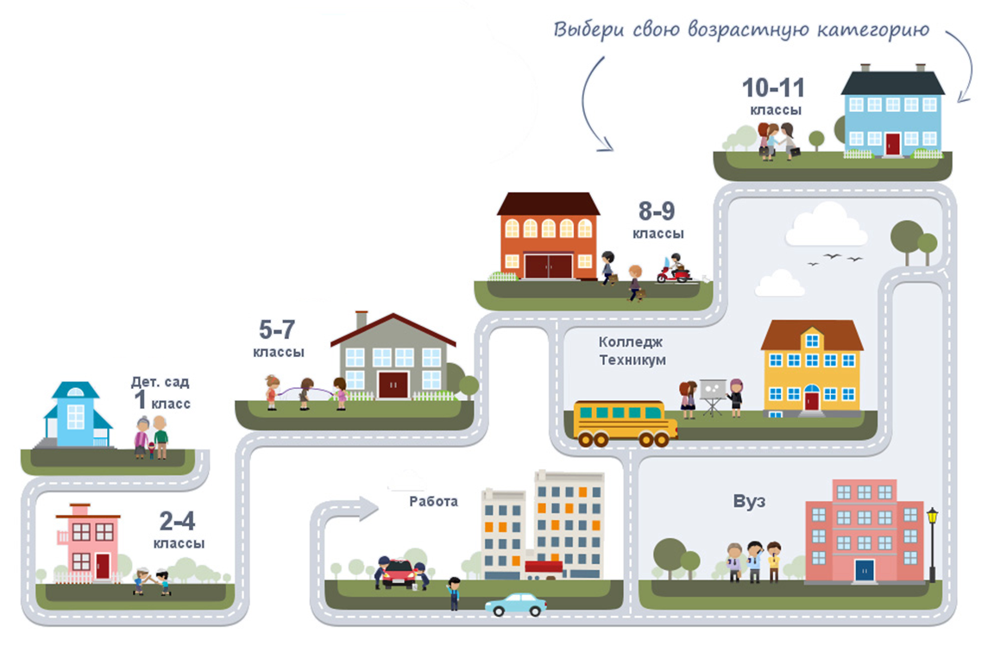 Выбери свою возрастную категорию
10-11
классы
8-9
классы
5-7
классы
Колледж
Техникум
Дет. сад
1 класс
2-4
классы
Работа
Вуз